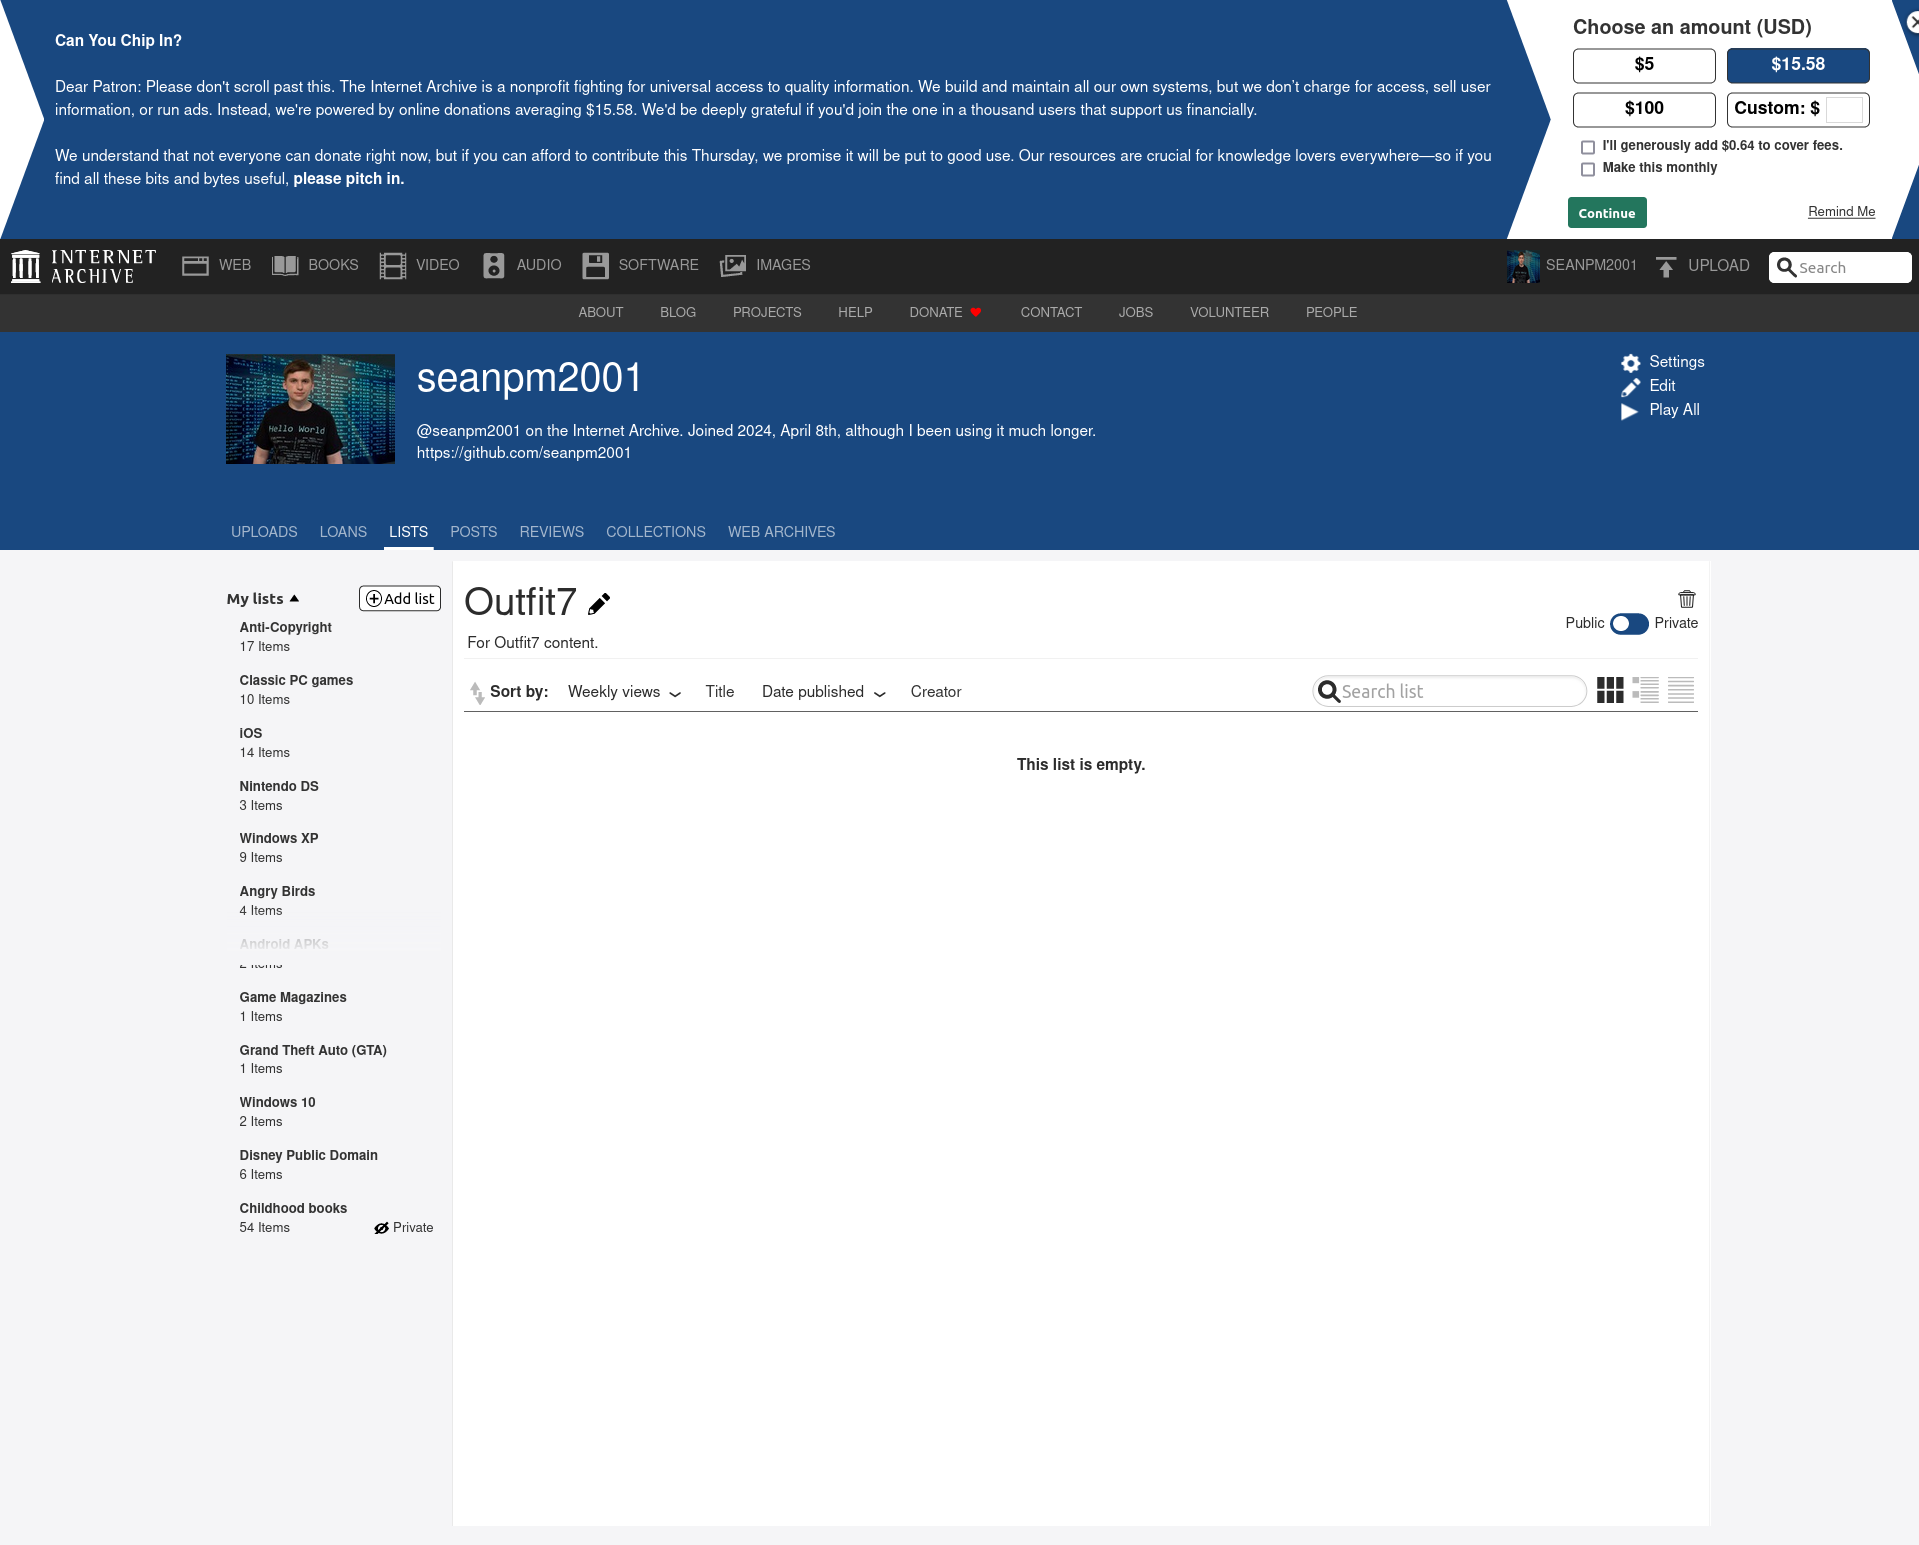 Can You Chip In?
Dear Patron: Please don't scroll past this. The Internet Archive is a nonprofit fighting for universal access to quality information. We build and maintain all our own systems, but we don’t charge for access, sell user
information, or run ads. Instead, we're powered by online donations averaging $15.58. We'd be deeply grateful if you'd join the one in a thousand users that support us financially.
We understand that not everyone can donate right now, but if you can afford to contribute this Thursday, we promise it will be put to good use. Our resources are crucial for knowledge lovers everywhere—so if you
find all these bits and bytes useful, please pitch in.
Choose an amount (USD)
$5 $15.58
$100 Custom: $
I'll generously add $0.64 to cover fees.
Make this monthly
Continue Remind Me
INTERNET
ARCHIVE
WEB BOOKS VIDEO AUDIO SOFTWARE IMAGES SEANPM2001 UPLOAD Search
ABOUT BLOG PROJECTS HELP DONATE CONTACT JOBS VOLUNTEER PEOPLE
Hello World
seanpm2001
@seanpm2001 on the Internet Archive. Joined 2024, April 8th, although I been using it much longer.
https://github.com/seanpm2001
Settings
Edit
Play All
UPLOADS LOANS LISTS POSTS REVIEWS COLLECTIONS WEB ARCHIVES
My lists Add list
Anti-Copyright
17 Items
Classic PC games
10 Items
iOS
14 Items
Nintendo DS
3 Items
Windows XP
9 Items
Angry Birds
4 Items
Android APKs
2 Items
Game Magazines
1 Items
Grand Theft Auto (GTA)
1 Items
Windows 10
2 Items
Disney Public Domain
6 Items
Childhood books
54 Items Private
Outfit7
For Outfit7 content.
Public Private
Sort by: Weekly views Title Date published Creator Search list
This list is empty.